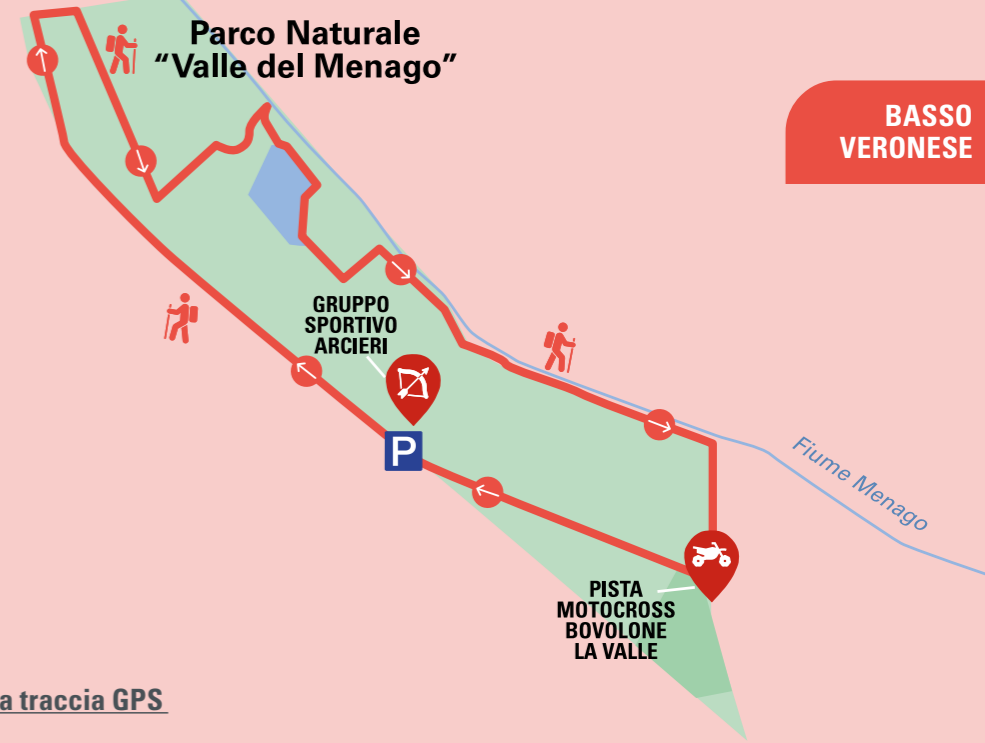 Parco Naturale
“Valle del Menago”
BASSO
VERONESE
GRUPPO
SPORTIVO
ARCIERI
P
Fiume Menago
PISTA
MOTOCROSS
BOVOLONE
LA VALLE
a traccia GPS